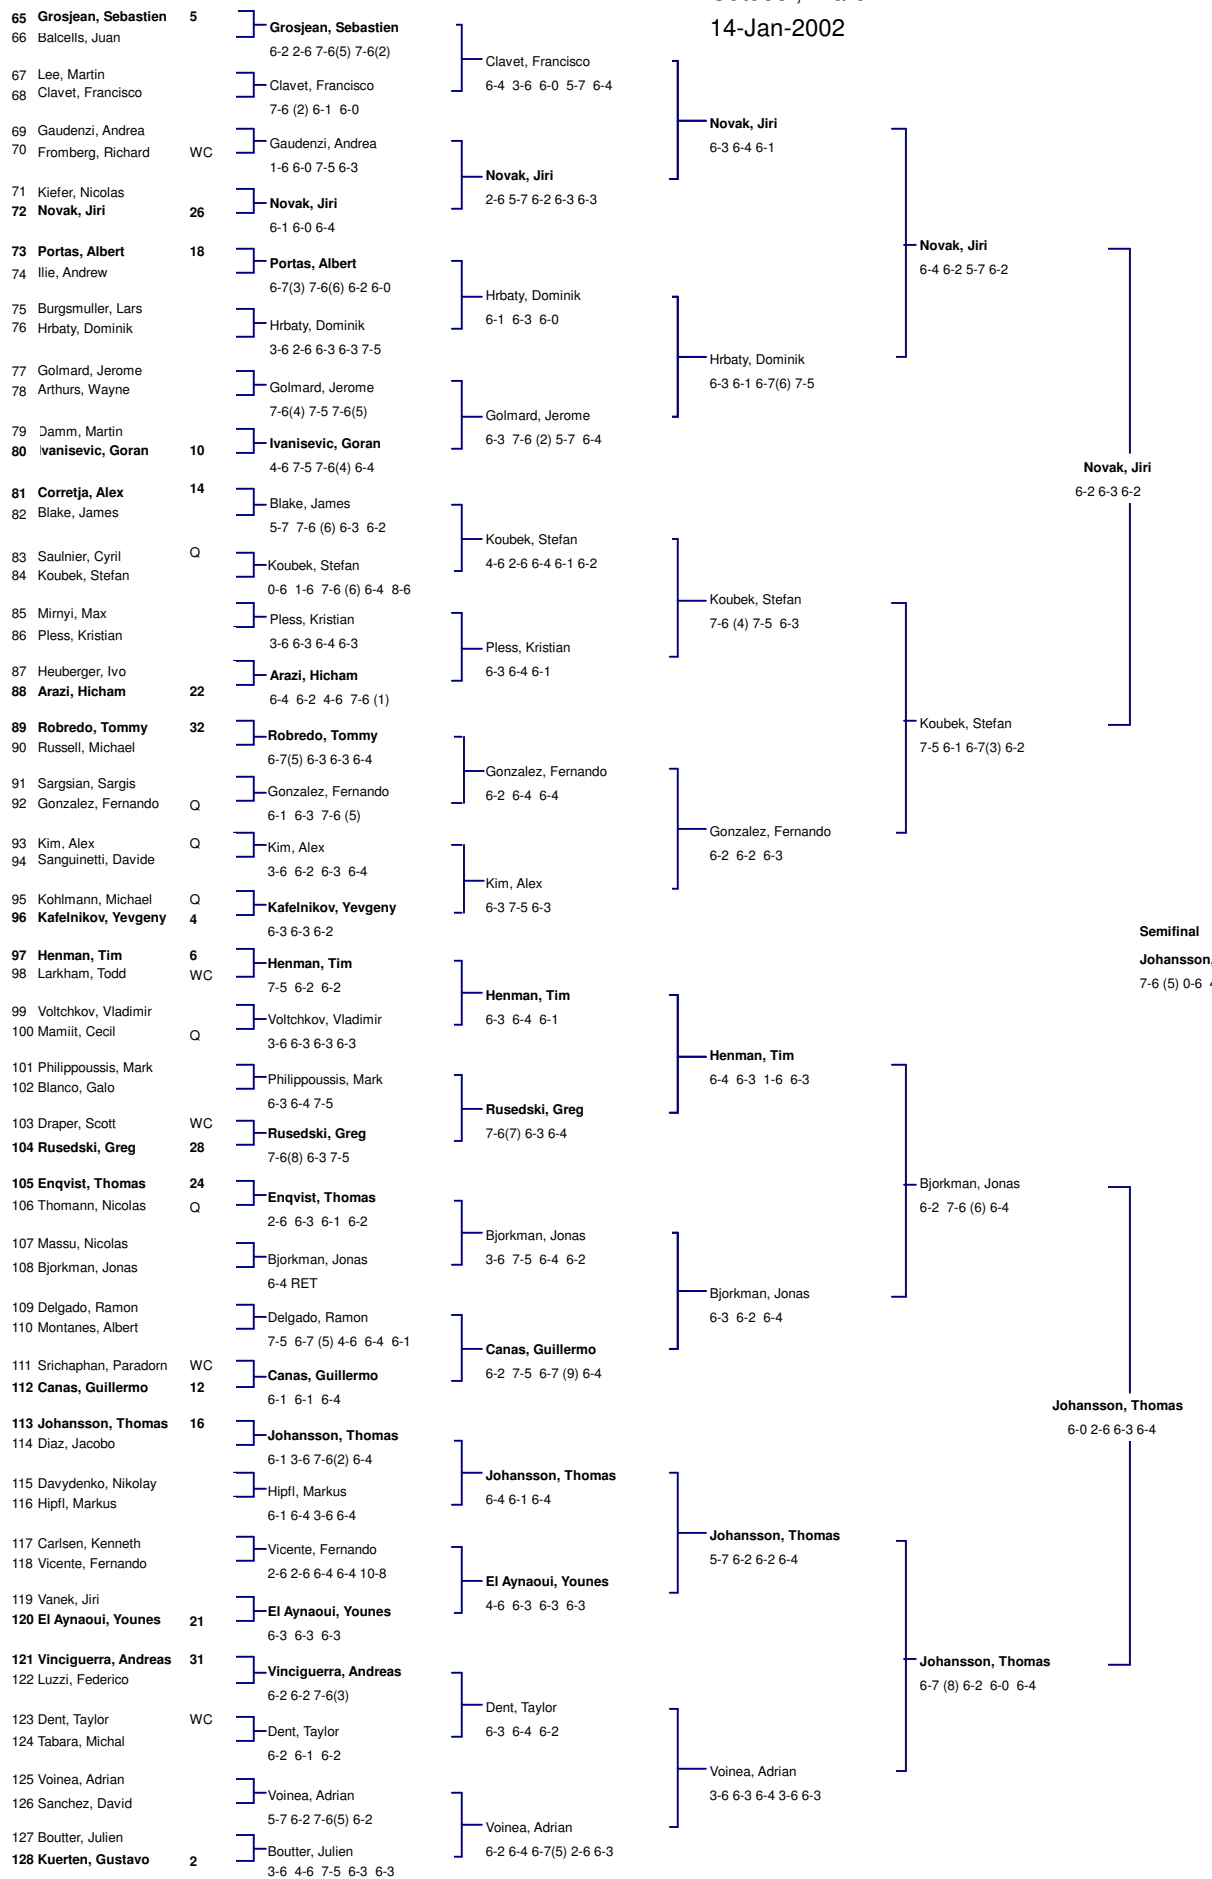 14-Jan-2002
65 Grosjean, Sebastien 5
66 Balcells, Juan
67 Lee, Martin
68 Clavet, Francisco
69 Gaudenzi, Andrea
70 Fromberg, Richard WC
71 Kiefer, Nicolas
72 Novak, Jiri 26
73 Portas, Albert 18
74 Ilie, Andrew
75 Burgsmuller, Lars
76 Hrbaty, Dominik
77 Golmard, Jerome
78 Arthurs, Wayne
79 Damm, Martin
80 Ivanisevic, Goran 10
81 Corretja, Alex 14
82 Blake, James
83 Saulnier, Cyril Q
84 Koubek, Stefan
85 Mirnyi, Max
86 Pless, Kristian
87 Heuberger, Ivo
88 Arazi, Hicham 22
89 Robredo, Tommy 32
90 Russell, Michael
91 Sargsian, Sargis
92 Gonzalez, Fernando Q
93 Kim, Alex Q
94 Sanguinetti, Davide
95 Kohlmann, Michael Q
96 Kafelnikov, Yevgeny 4
97 Henman, Tim 6
98 Larkham, Todd WC
99 Voltchkov, Vladimir
100 Mamiit, Cecil Q
101 Philippoussis, Mark
102 Blanco, Galo
103 Draper, Scott WC
104 Rusedski, Greg 28
105 Enqvist, Thomas 24
106 Thomann, Nicolas Q
107 Massu, Nicolas
108 Bjorkman, Jonas
109 Delgado, Ramon
110 Montanes, Albert
111 Srichaphan, Paradorn WC
112 Canas, Guillermo 12
113 Johansson, Thomas 16
114 Diaz, Jacobo
115 Davydenko, Nikolay
116 Hipfl, Markus
117 Carlsen, Kenneth
118 Vicente, Fernando
119 Vanek, Jiri
120 El Aynaoui, Younes 21
121 Vinciguerra, Andreas 31
122 Luzzi, Federico
123 Dent, Taylor WC
124 Tabara, Michal
125 Voinea, Adrian
126 Sanchez, David
127 Boutter, Julien
128 Kuerten, Gustavo 2
Grosjean, Sebastien
6-2 2-6 7-6(5) 7-6(2)
Clavet, Francisco
7-6 (2) 6-1 6-0
Gaudenzi, Andrea
1-6 6-0 7-5 6-3
Novak, Jiri
6-1 6-0 6-4
Portas, Albert
6-7(3) 7-6(6) 6-2 6-0
Hrbaty, Dominik
3-6 2-6 6-3 6-3 7-5
Golmard, Jerome
7-6(4) 7-5 7-6(5)
Ivanisevic, Goran
4-6 7-5 7-6(4) 6-4
Blake, James
5-7 7-6 (6) 6-3 6-2
Koubek, Stefan
0-6 1-6 7-6 (6) 6-4 8-6
Pless, Kristian
3-6 6-3 6-4 6-3
Arazi, Hicham
6-4 6-2 4-6 7-6 (1)
Robredo, Tommy
6-7(5) 6-3 6-3 6-4
Gonzalez, Fernando
6-1 6-3 7-6 (5)
Kim, Alex
3-6 6-2 6-3 6-4
Kafelnikov, Yevgeny
6-3 6-3 6-2
Henman, Tim
7-5 6-2 6-2
Voltchkov, Vladimir
3-6 6-3 6-3 6-3
Philippoussis, Mark
6-3 6-4 7-5
Rusedski, Greg
7-6(8) 6-3 7-5
Enqvist, Thomas
2-6 6-3 6-1 6-2
Bjorkman, Jonas
6-4 RET
Delgado, Ramon
7-5 6-7 (5) 4-6 6-4 6-1
Canas, Guillermo
6-1 6-1 6-4
Johansson, Thomas
6-1 3-6 7-6(2) 6-4
Hipfl, Markus
6-1 6-4 3-6 6-4
Vicente, Fernando
2-6 2-6 6-4 6-4 10-8
El Aynaoui, Younes
6-3 6-3 6-3
Vinciguerra, Andreas
6-2 6-2 7-6(3)
Dent, Taylor
6-2 6-1 6-2
Voinea, Adrian
5-7 6-2 7-6(5) 6-2
Boutter, Julien
3-6 4-6 7-5 6-3 6-3
Clavet, Francisco
6-4 3-6 6-0 5-7 6-4
Novak, Jiri
2-6 5-7 6-2 6-3 6-3
Hrbaty, Dominik
6-1 6-3 6-0
Golmard, Jerome
6-3 7-6 (2) 5-7 6-4
Koubek, Stefan
4-6 2-6 6-4 6-1 6-2
Pless, Kristian
6-3 6-4 6-1
Gonzalez, Fernando
6-2 6-4 6-4
Kim, Alex
6-3 7-5 6-3
Henman, Tim
6-3 6-4 6-1
Rusedski, Greg
7-6(7) 6-3 6-4
Bjorkman, Jonas
3-6 7-5 6-4 6-2
Canas, Guillermo
6-2 7-5 6-7 (9) 6-4
Johansson, Thomas
6-4 6-1 6-4
El Aynaoui, Younes
4-6 6-3 6-3 6-3
Dent, Taylor
6-3 6-4 6-2
Voinea, Adrian
6-2 6-4 6-7(5) 2-6 6-3
Novak, Jiri
6-3 6-4 6-1
Hrbaty, Dominik
6-3 6-1 6-7(6) 7-5
Koubek, Stefan
7-6 (4) 7-5 6-3
Gonzalez, Fernando
6-2 6-2 6-3
Henman, Tim
6-4 6-3 1-6 6-3
Bjorkman, Jonas
6-3 6-2 6-4
Johansson, Thomas
5-7 6-2 6-2 6-4
Voinea, Adrian
3-6 6-3 6-4 3-6 6-3
Novak, Jiri
6-4 6-2 5-7 6-2
Koubek, Stefan
7-5 6-1 6-7(3) 6-2
Bjorkman, Jonas
6-2 7-6 (6) 6-4
Johansson, Thomas
6-7 (8) 6-2 6-0 6-4
Novak, Jiri
6-2 6-3 6-2
Johansson, Thomas
6-0 2-6 6-3 6-4
Semifinal
Johansson,
7-6 (5) 0-6